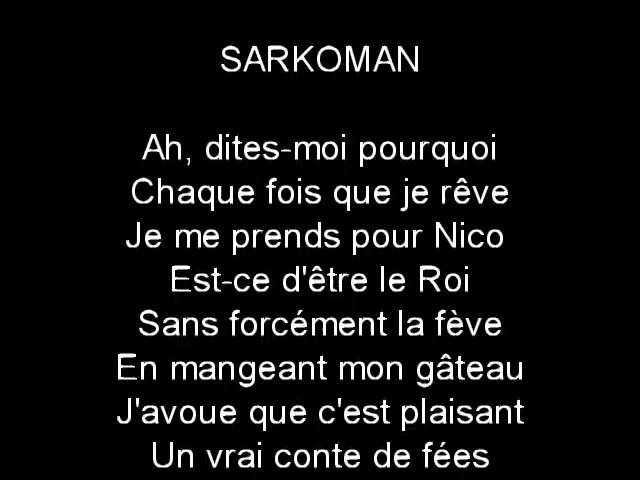 SARKOMAN
Ah, dites-moi pourquoi
Chaque fois que je rêve
Je me prends pour Nico
Est-ce d'être le Roi
Sans forcément la fève
En mangeant mon gâteau
J'avoue que c'est plaisant
Un vrai conte de fées